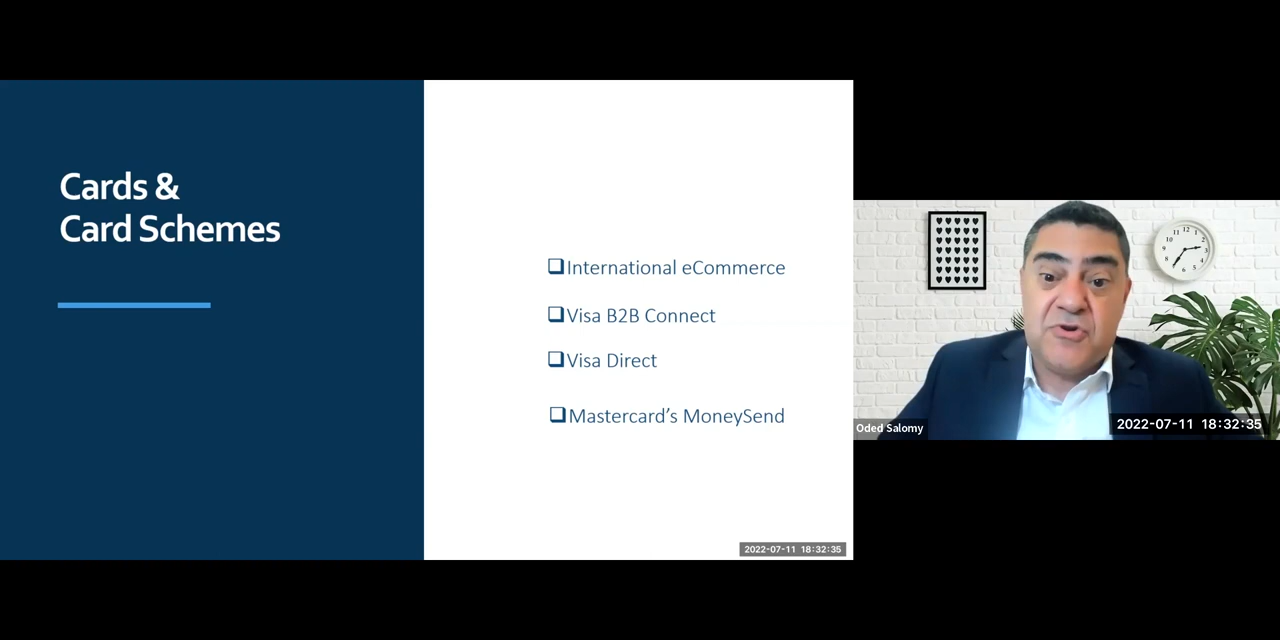 Cards &
Card Schemes
❑International eCommerce
❑Visa B2B Connect
❑Visa Direct
❑Mastercard’s MoneySend
2022-07-11 18:32:35
Oded Salomy
2022-07-11 18:32:35